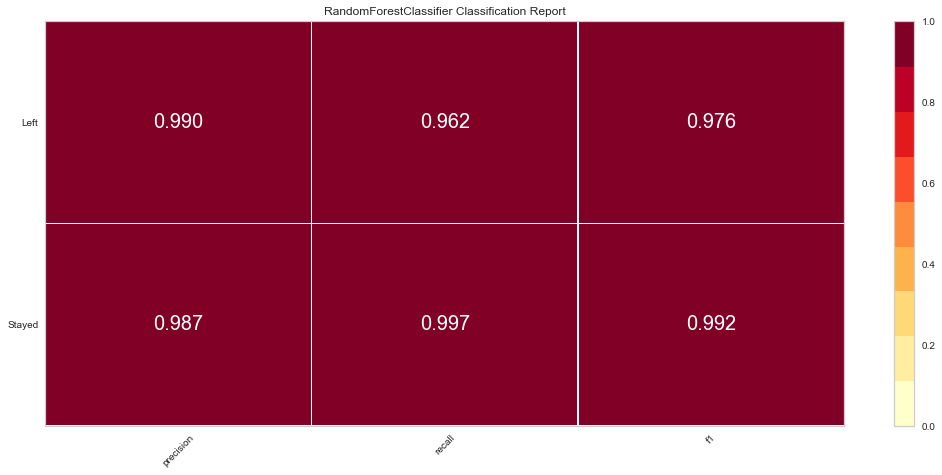 RandomForestClassifier Classification Report
Left 0.990 0.962 0.976
Stayed 0.987 0.997 0.992
precision recall f1
1.0
0.8
0.6
0.4
0.2
0.0